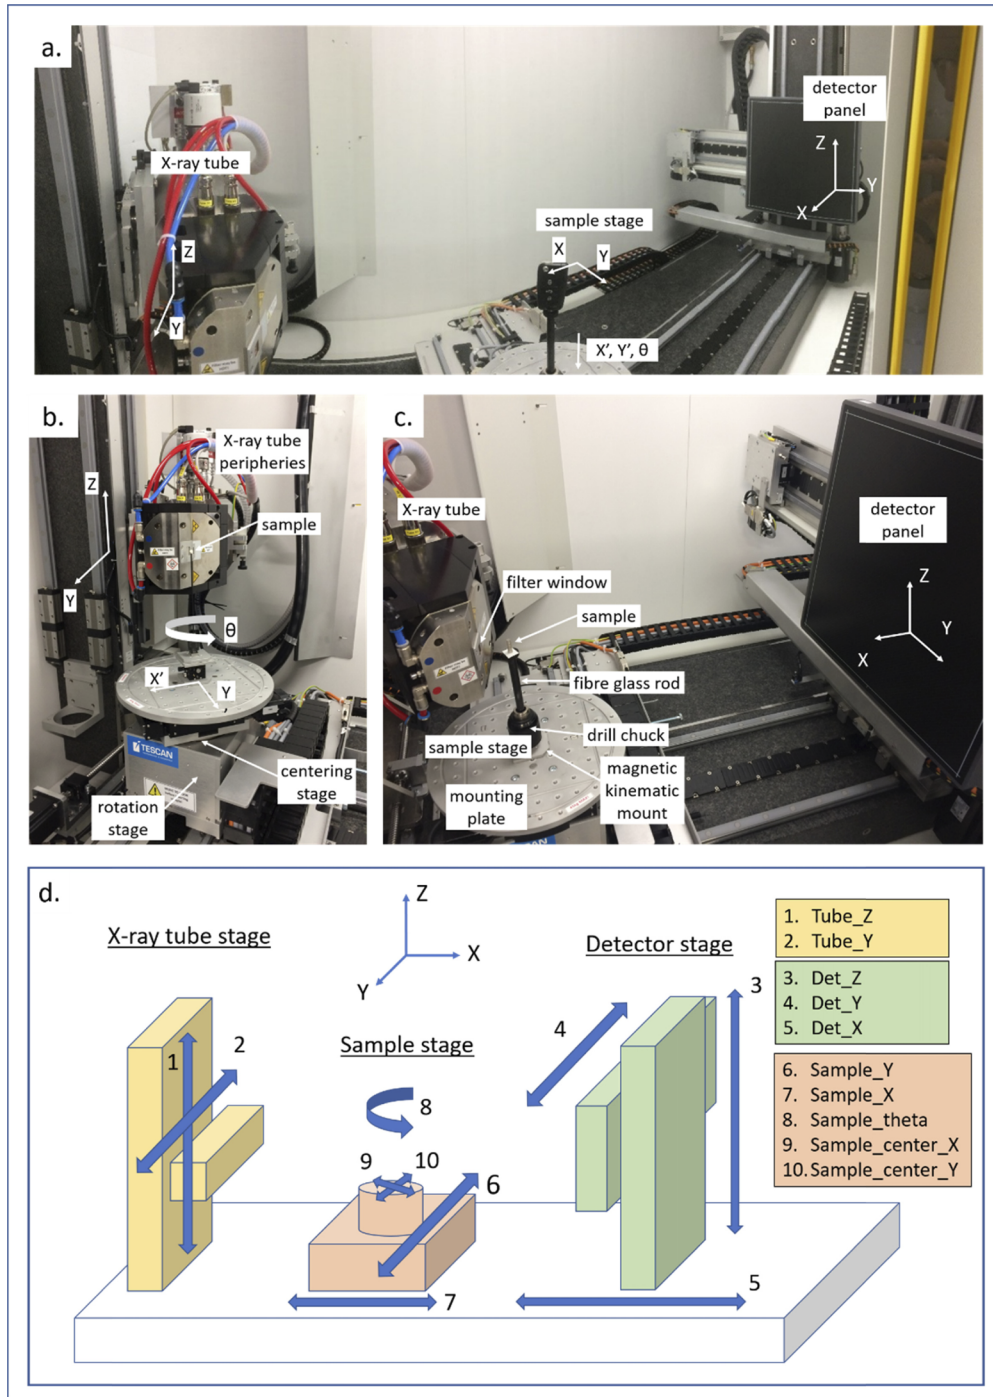 a.
detector
panel
X-ray tube
Z
Y
X
sample stage
X
Y
Z
Y
X', Y', θ
b.
X-ray tube
peripheries
Z
sample
Y
θ
X'
Y
TESCAN
centering
stage
rotation
stage
c.
X-ray tube
detector
panel
filter window
sample
Z
Y
X
fibre glass rod
drill chuck
sample stage
magnetic
kinematic
mount
mounting
plate
d.
Z
X-ray tube stage
Detector stage
X
Y
1. Tube_Z
2. Tube_Y
3. Det_Z
4. Det_Y
5. Det_X
6. Sample_Y
7. Sample_X
8. Sample_theta
9. Sample_center_X
10. Sample_center_Y
3
4
1
2
Sample stage
8
9
10
6
5
7